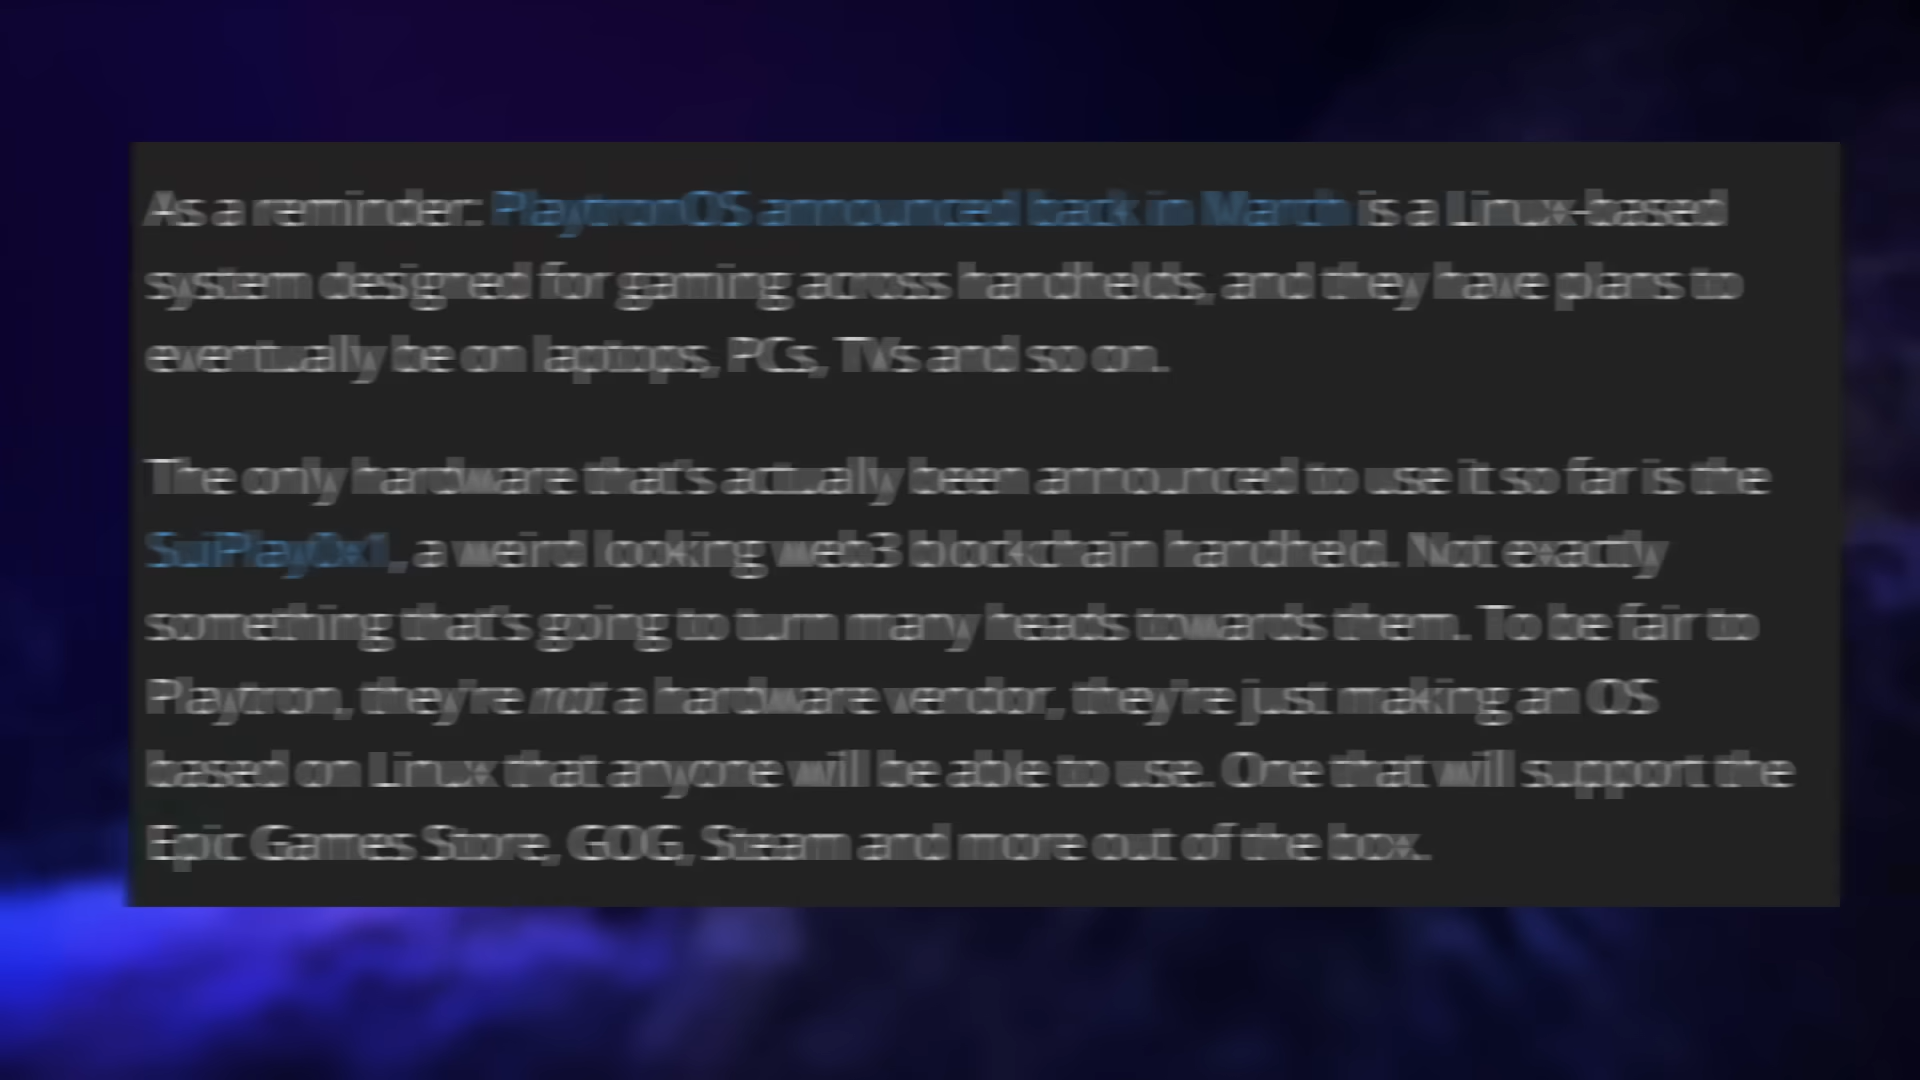 As a reminder: PlaytronOS announced back in March is a Linux-based
system designed for gaming across handhelds, and they have plans to
eventually be on laptops, PCs, TVs and so on.
The only hardware that's actually been announced to use it so far is the
SuiPlay0x1, a weird looking web3 blockchain handheld. Not exactly
something that's going to turn many heads towards them. To be fair to
Playtron, they're not a hardware vendor, they're just making an OS
based on Linux that anyone will be able to use. One that will support the
Epic Games Store, GOG, Steam and more out of the box.